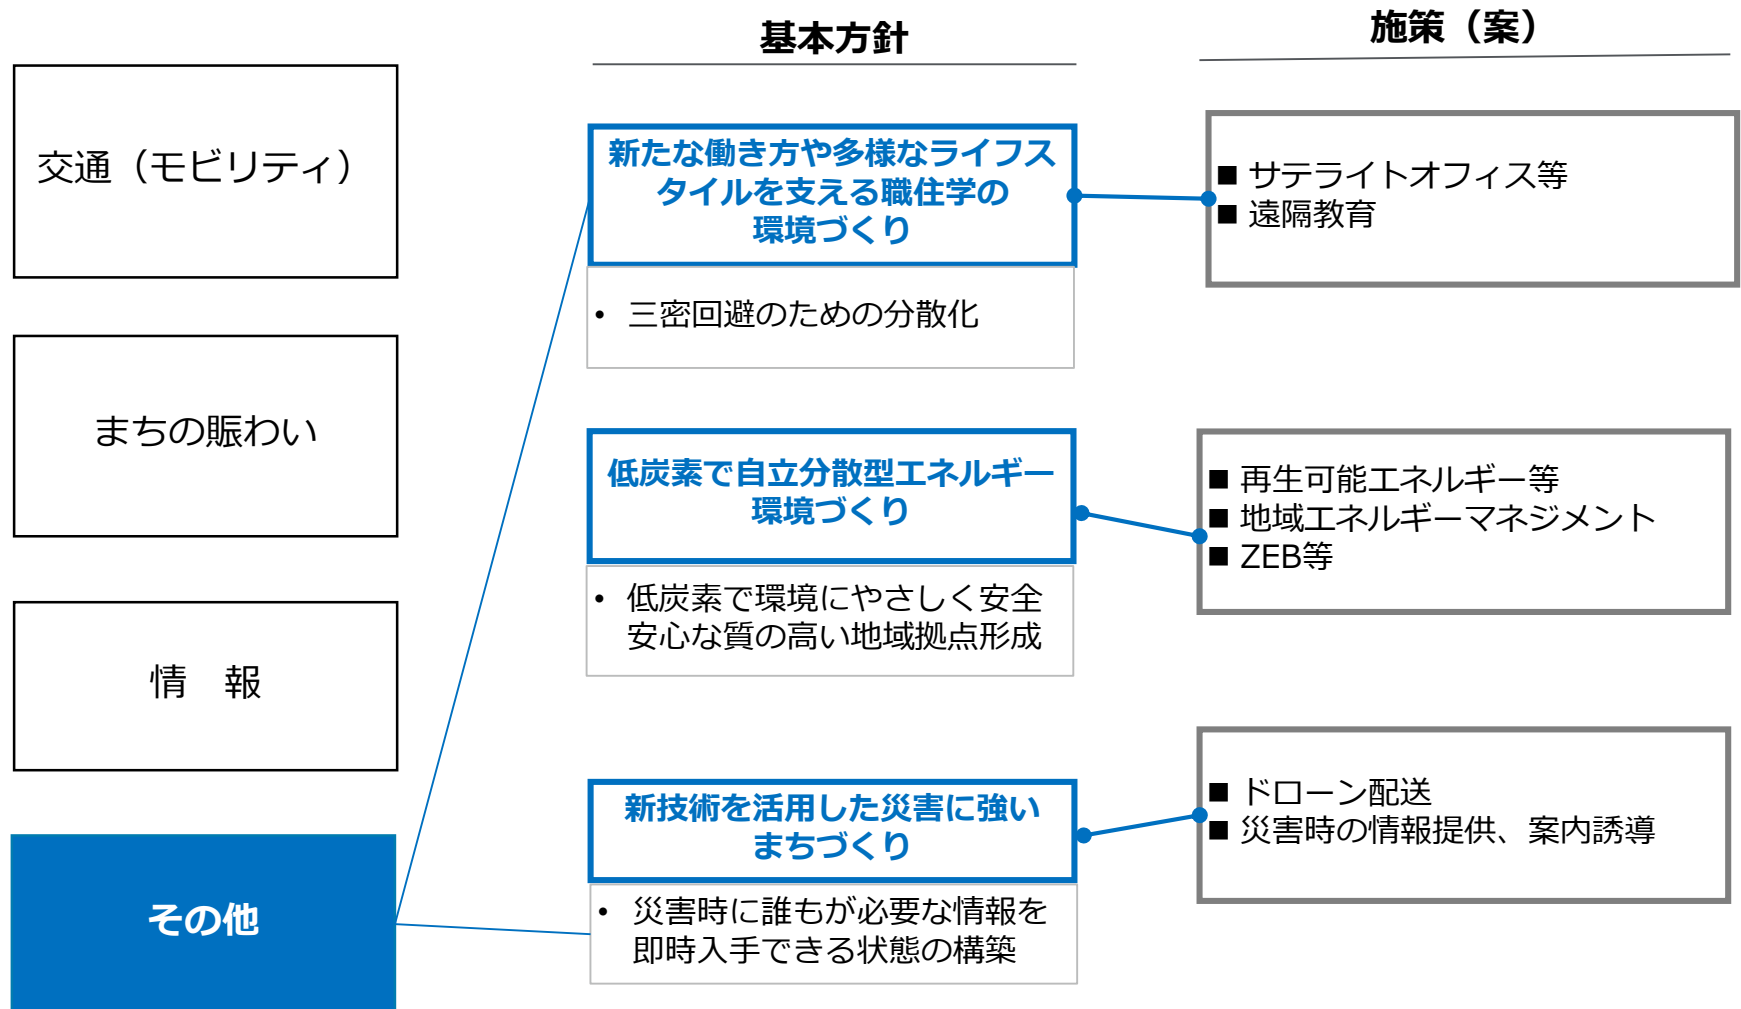 基本方針
施策（案）
交通（モビリティ）
まちの賑わい
情　報
その他
新たな働き方や多様なライフス
タイルを支える職住学の
環境づくり
• 三密回避のための分散化
■ サテライトオフィス等
■ 遠隔教育
低炭素で自立分散型エネルギー
環境づくり
• 低炭素で環境にやさしく安全
安心な質の高い地域拠点形成
■ 再生可能エネルギー等
■ 地域エネルギーマネジメント
■ ZEB等
新技術を活用した災害に強い
まちづくり
• 災害時に誰もが必要な情報を
即時入手できる状態の構築
■ ドローン配送
■ 災害時の情報提供、案内誘導